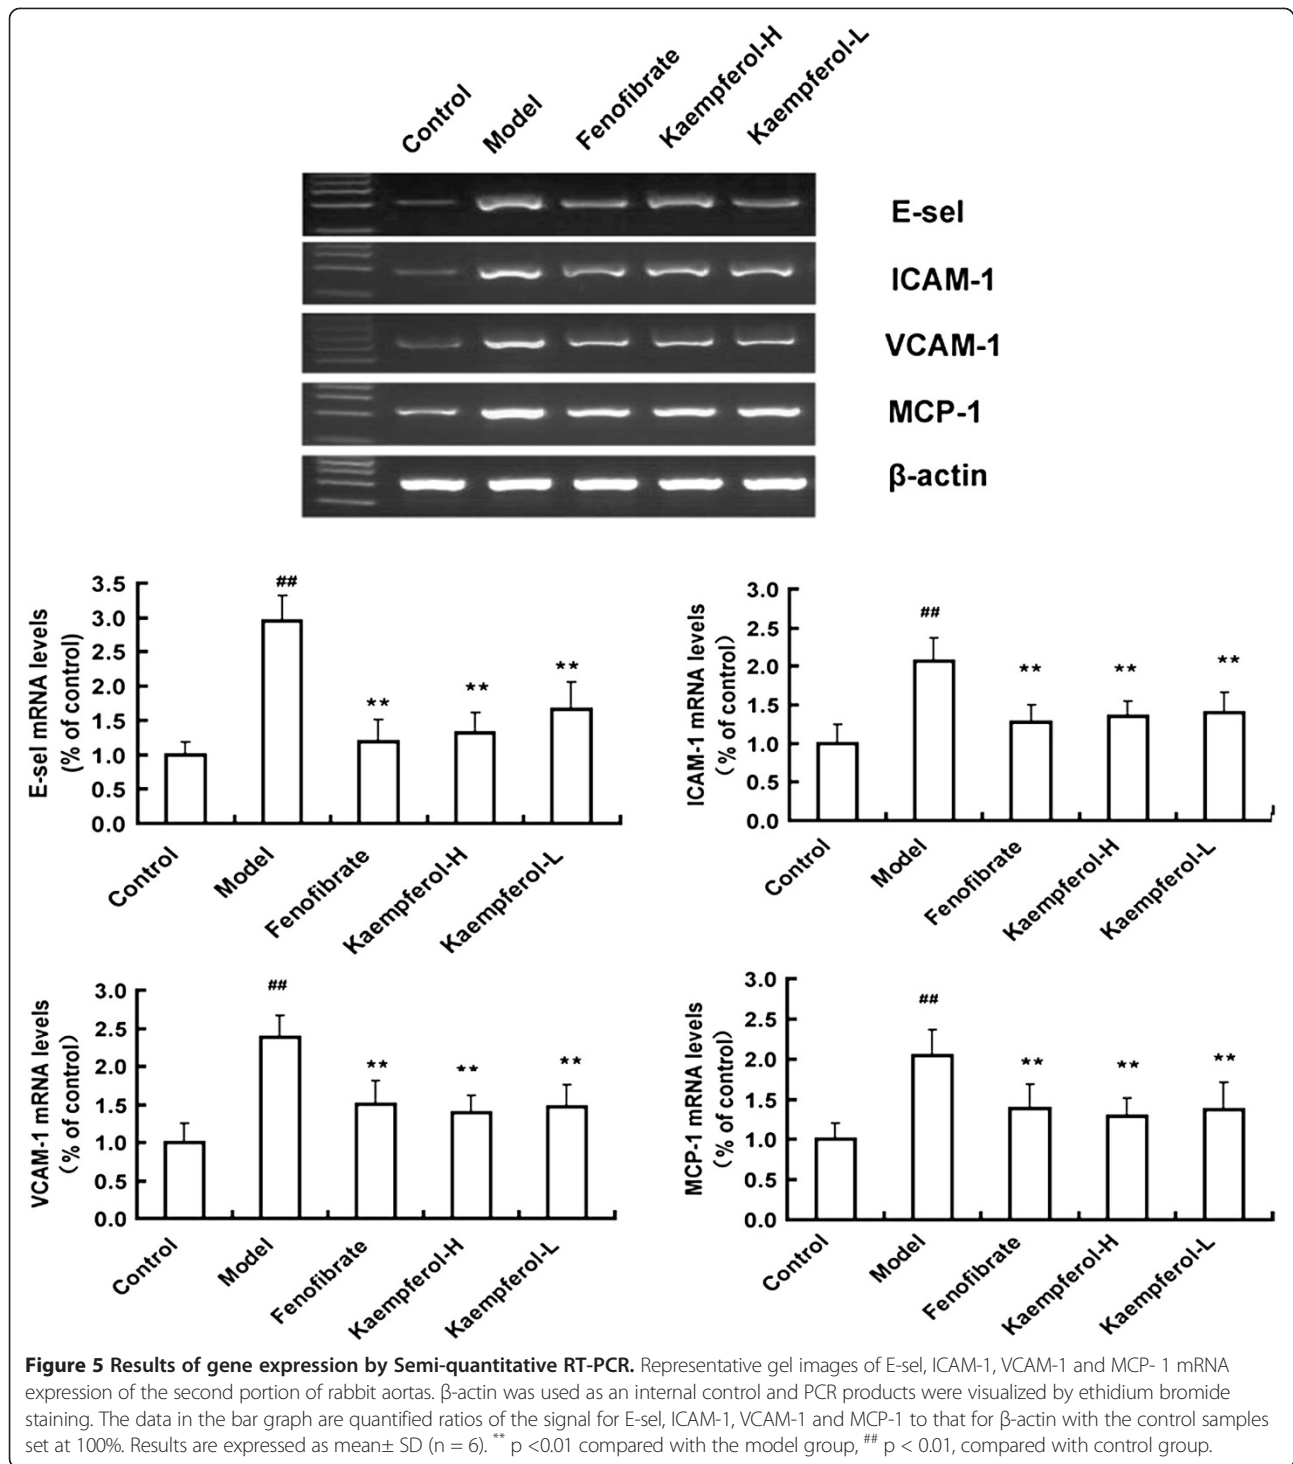 Control
Model
Fenofibrate
Kaempferol-H
Kaempferol-L
E-sel
ICAM-1
VCAM-1
MCP-1
β-actin
E-sel mRNA levels
(% of control)
3.5
3.0
2.5
2.0
1.5
1.0
0.5
0.0
##
**
**
**
Control
Model
Fenofibrate
Kaempferol-H
Kaempferol-L
ICAM-1 mRNA levels
(% of control)
3.0
2.5
2.0
1.5
1.0
0.5
0.0
##
**
**
**
Control
Model
Fenofibrate
Kaempferol-H
Kaempferol-L
VCAM-1 mRNA levels
(% of control)
3.0
2.5
2.0
1.5
1.0
0.5
0.0
##
**
**
**
Control
Model
Fenofibrate
Kaempferol-H
Kaempferol-L
MCP-1 mRNA levels
(% of control)
3.0
2.5
2.0
1.5
1.0
0.5
0.0
##
**
**
**
Control
Model
Fenofibrate
Kaempferol-H
Kaempferol-L
Figure 5 Results of gene expression by Semi-quantitative RT-PCR. Representative gel images of E-sel, ICAM-1, VCAM-1 and MCP- 1 mRNA
expression of the second portion of rabbit aortas. β-actin was used as an internal control and PCR products were visualized by ethidium bromide
staining. The data in the bar graph are quantified ratios of the signal for E-sel, ICAM-1, VCAM-1 and MCP-1 to that for β-actin with the control samples
set at 100%. Results are expressed as mean± SD (n = 6). ** p <0.01 compared with the model group, ## p < 0.01, compared with control group.